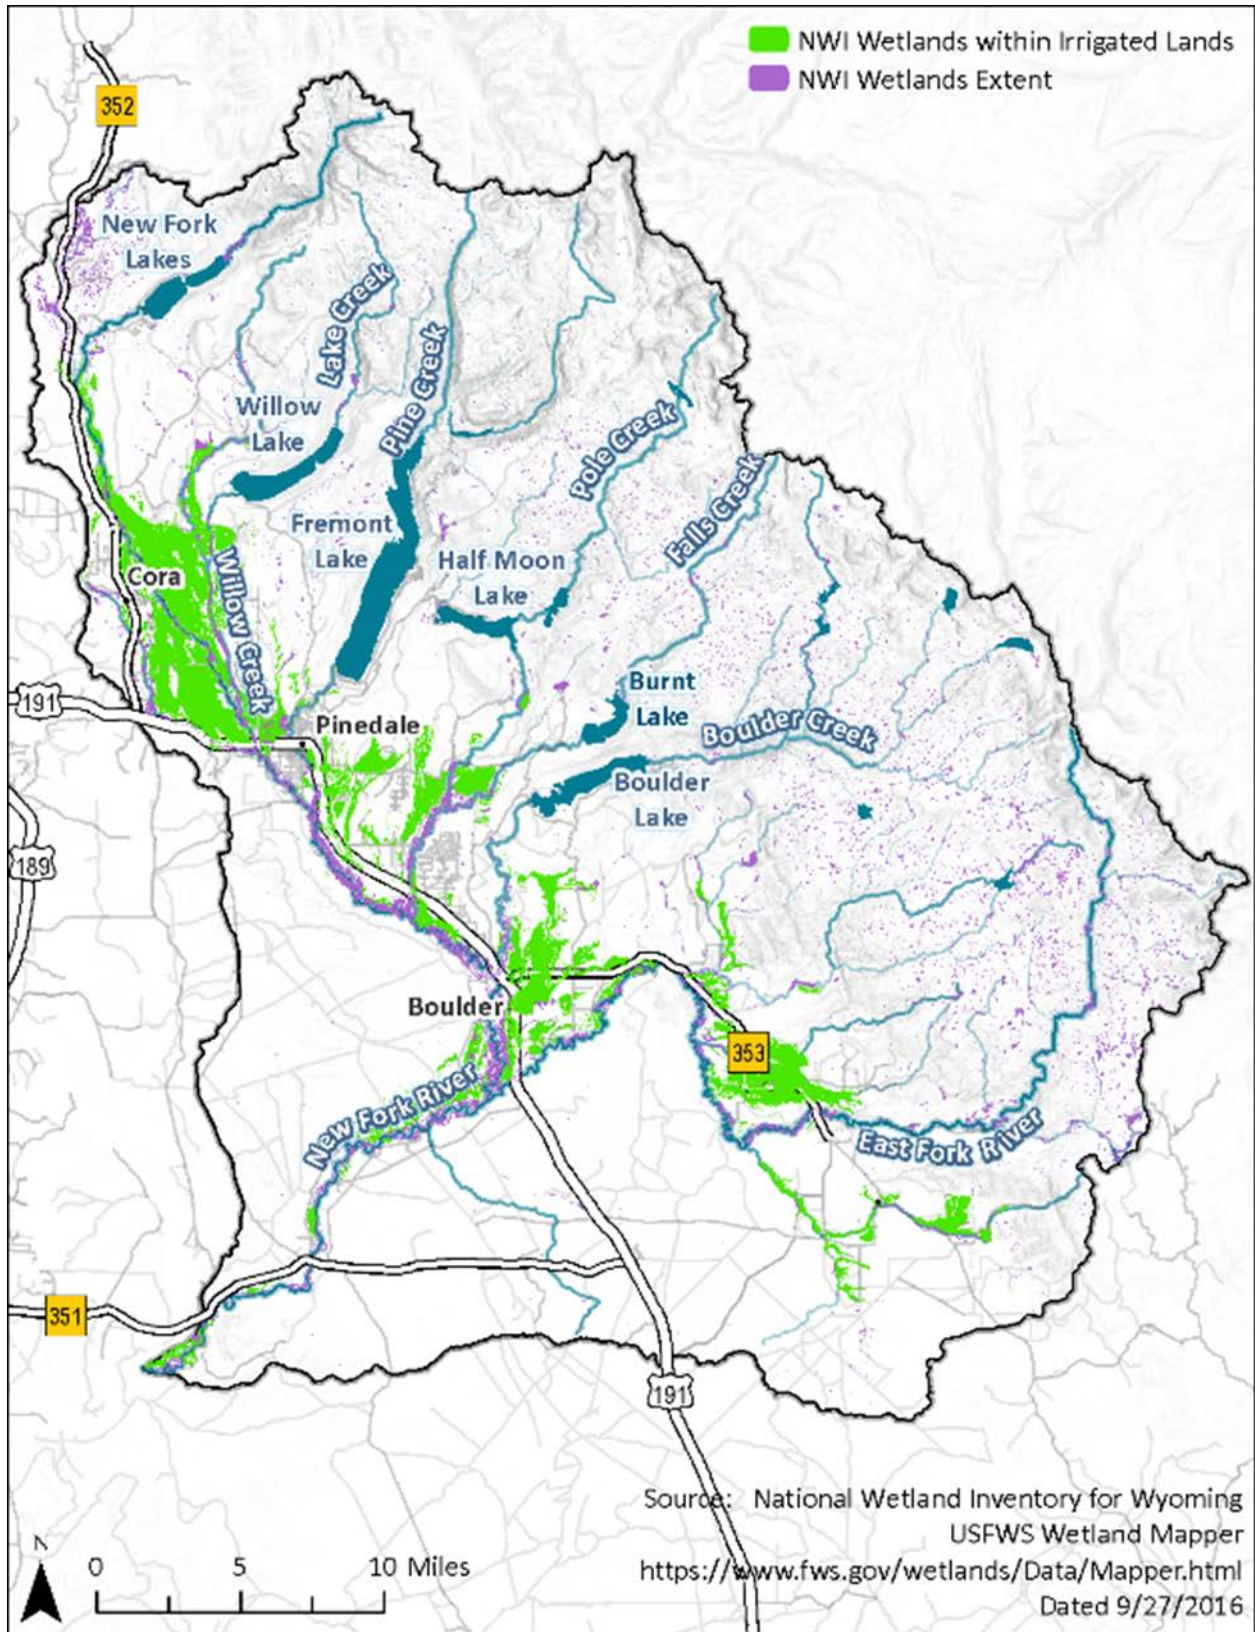 NWI Wetlands within Irrigated Lands
NWI Wetlands Extent
352
New Fork
Lakes
Lake Creek
Pine Creek
Willow
Lake
Pole Creek
Falls Creek
Fremont
Lake
Half Moon
Lake
Cora
Willow Creek
Burnt
Lake
191
Pinedale
Boulder Creek
Boulder
Lake
189
Boulder
353
New Fork River
East Fork River
351
191
Source: National Wetland Inventory for Wyoming
USFWS Wetland Mapper
https://www.fws.gov/wetlands/Data/Mapper.html
Dated 9/27/2016
N
0 5 10 Miles